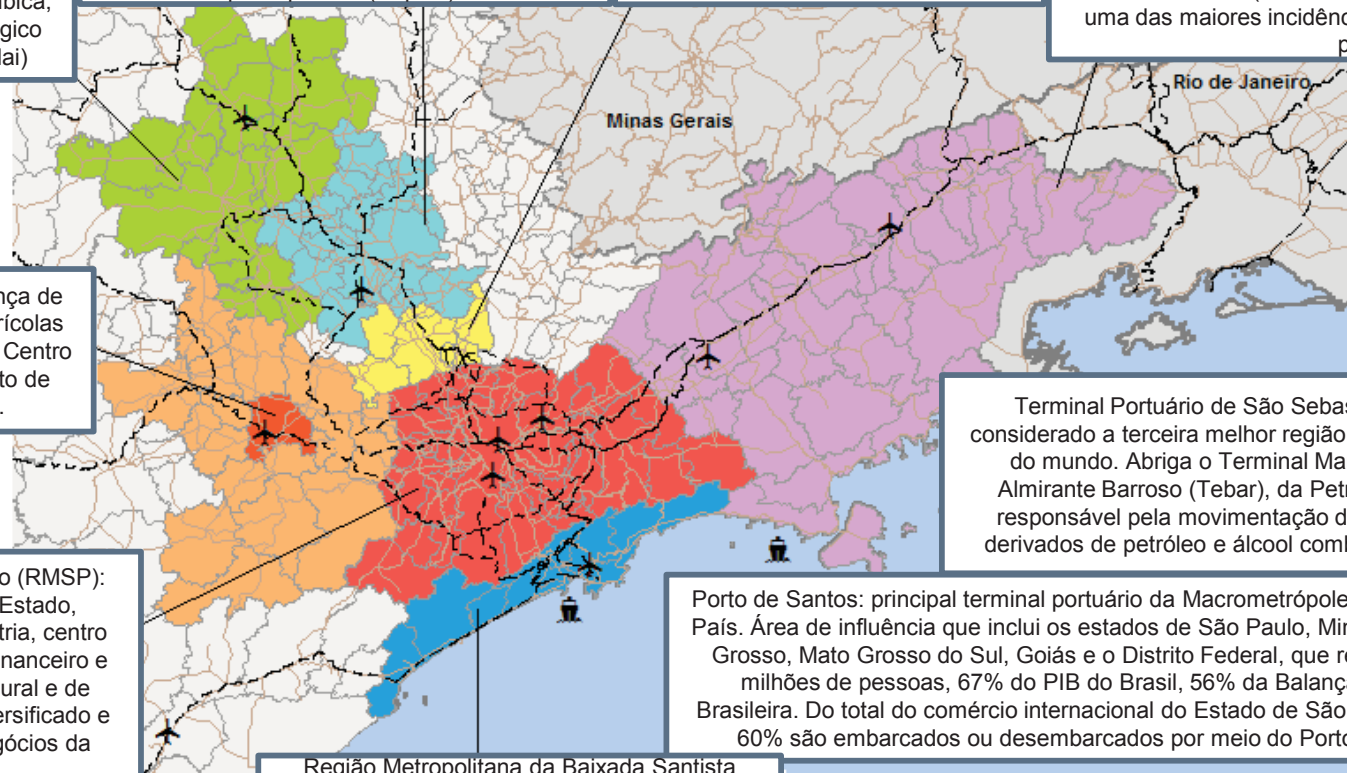 gico
lai)
uma das maiores incidênc
Rio de Janeiro
Minas Gerais
nça de
rícolas
Centro
to de
Terminal Portuário de São Sebas
considerado a terceira melhor região
do mundo. Abriga o Terminal Ma
Almirante Barroso (Tebar), da Petr
responsável pela movimentação d
derivados de petróleo e álcool coml
o (RMSP):
Estado,
tria, centro
nanceiro e
ural e de
ersificado e
gócios da
Porto de Santos: principal terminal portuário da Macrometrópole
País. Área de influência que inclui os estados de São Paulo, Mir
Grosso, Mato Grosso do Sul, Goiás e o Distrito Federal, que re
milhões de pessoas, 67% do PIB do Brasil, 56% da Balança
Brasileira. Do total do comércio internacional do Estado de São
60% são embarcados ou desembarcados por meio do Porto
Região Metropolitana da Baixada Santista